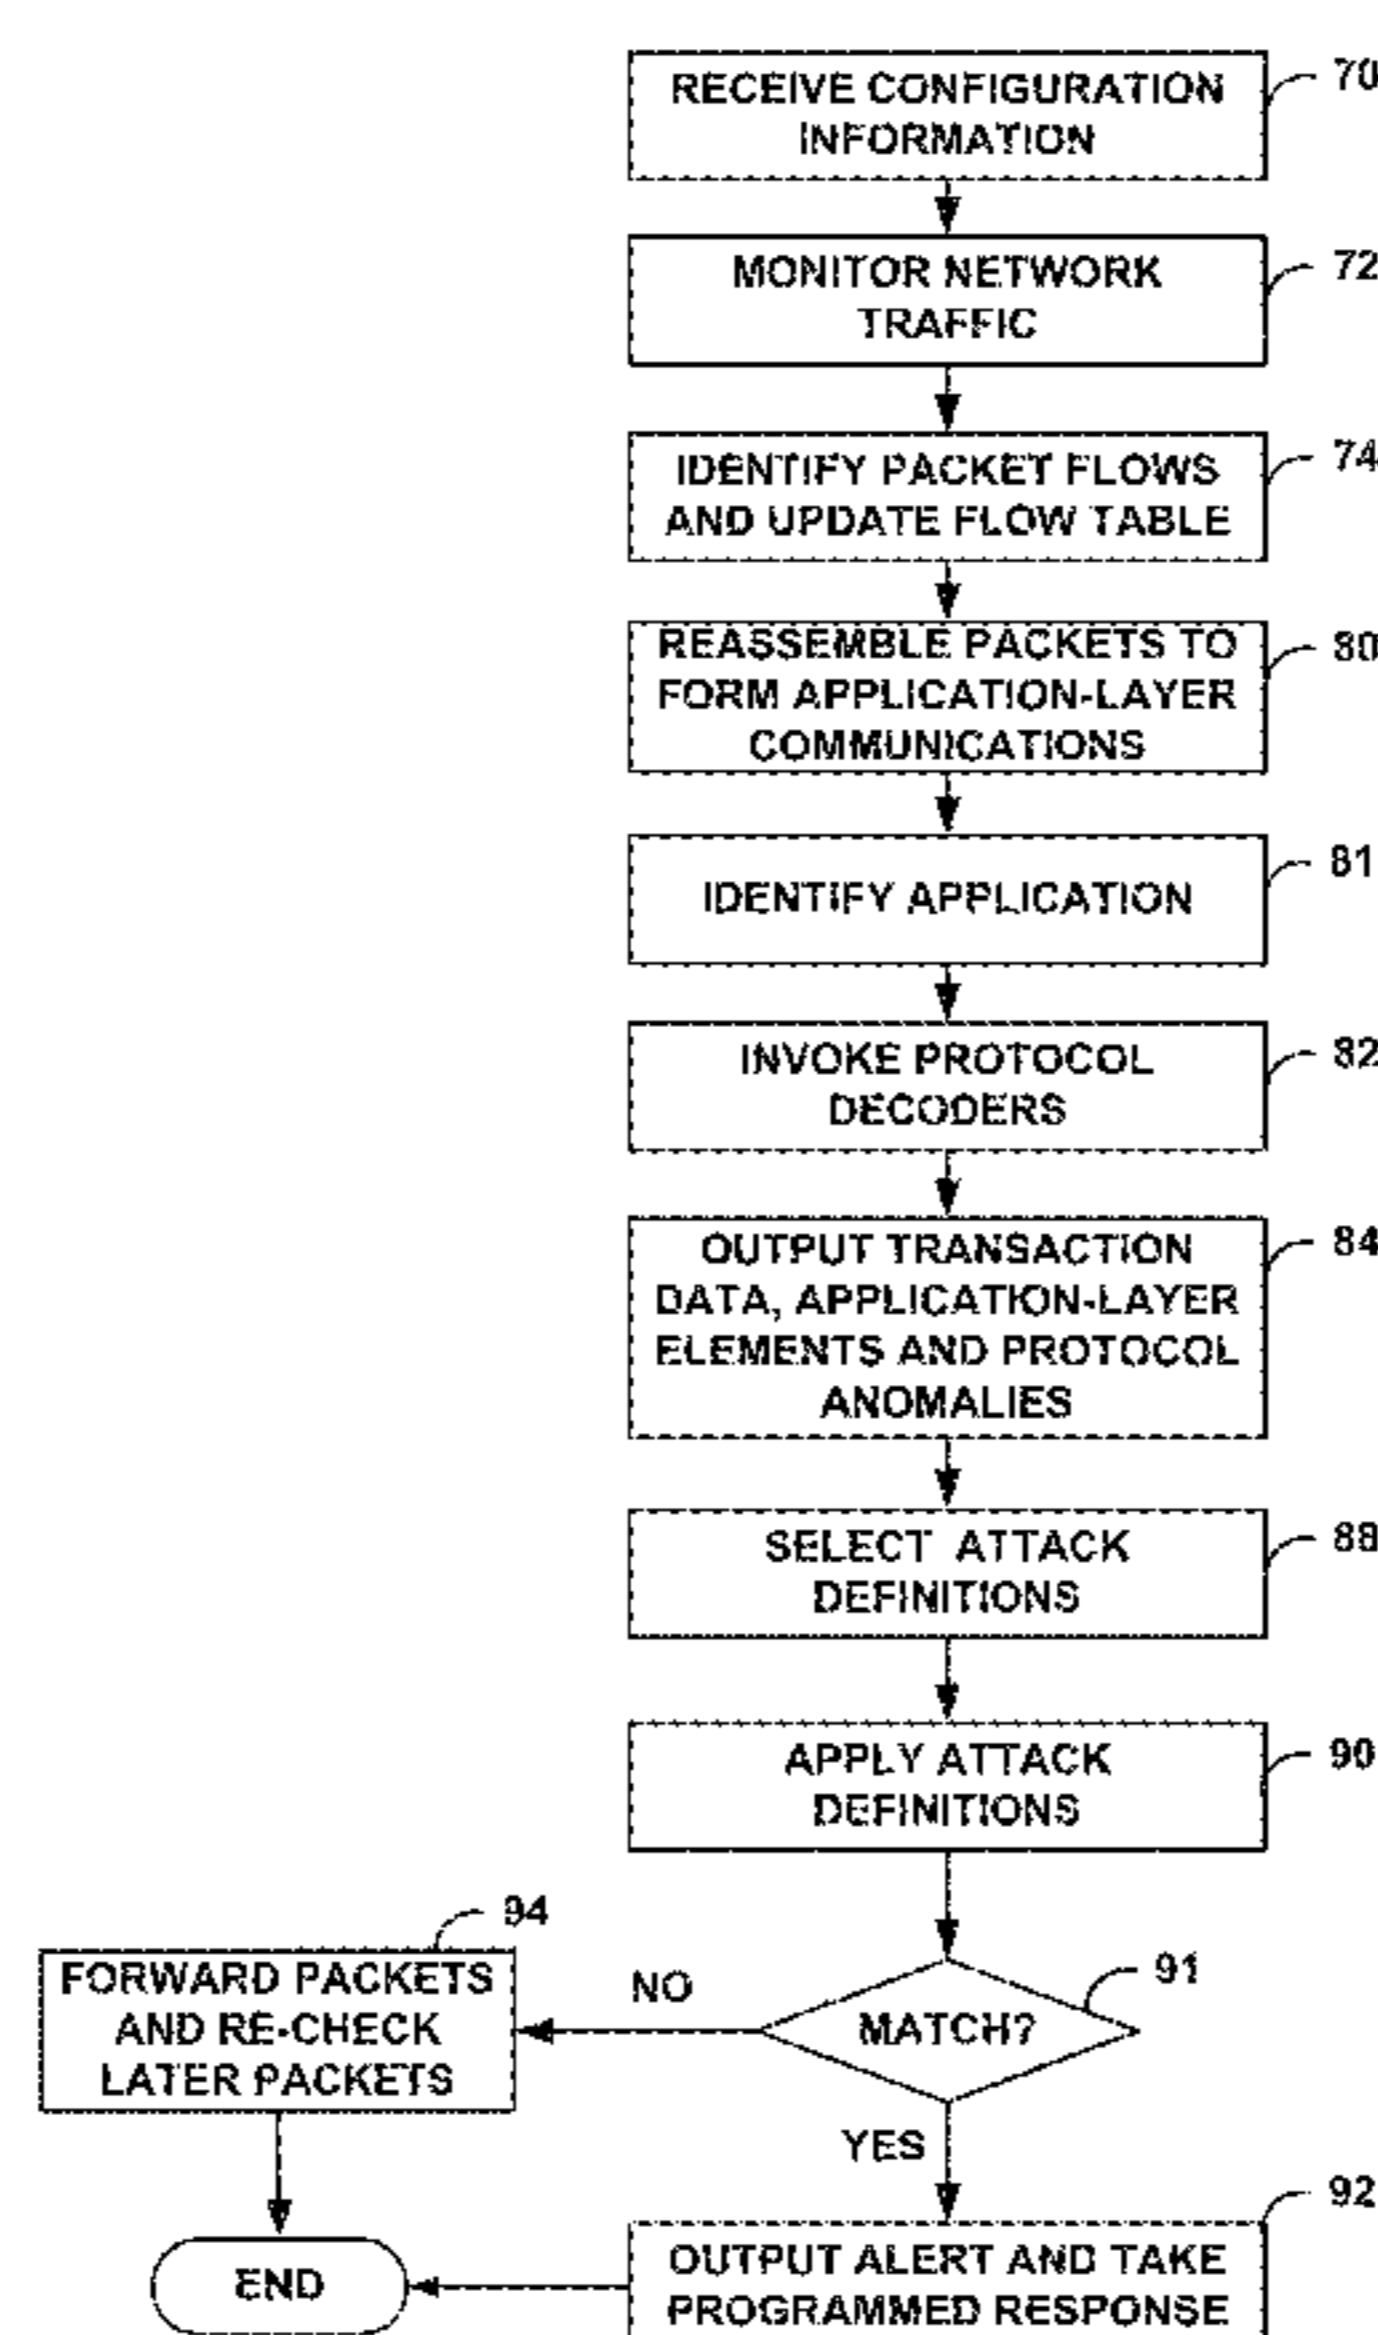 RECEIVE CONFIGURATION
INFORMATION
70
MONITOR NETWORK
TRAFFIC
72
IDENTIFY PACKET FLOWS
AND UPDATE FLOW TABLE
74
REASSEMBLE PACKETS TO
FORM APPLICATION-LAYER
COMMUNICATIONS
80
IDENTIFY APPLICATION
81
INVOKE PROTOCOL
DECODERS
82
OUTPUT TRANSACTION
DATA, APPLICATION-LAYER
ELEMENTS AND PROTOCOL
ANOMALIES
84
SELECT ATTACK
DEFINITIONS
88
APPLY ATTACK
DEFINITIONS
90
94
FORWARD PACKETS
AND RE-CHECK
LATER PACKETS
NO
MATCH?
91
YES
92
OUTPUT ALERT AND TAKE
PROGRAMMED RESPONSE
END